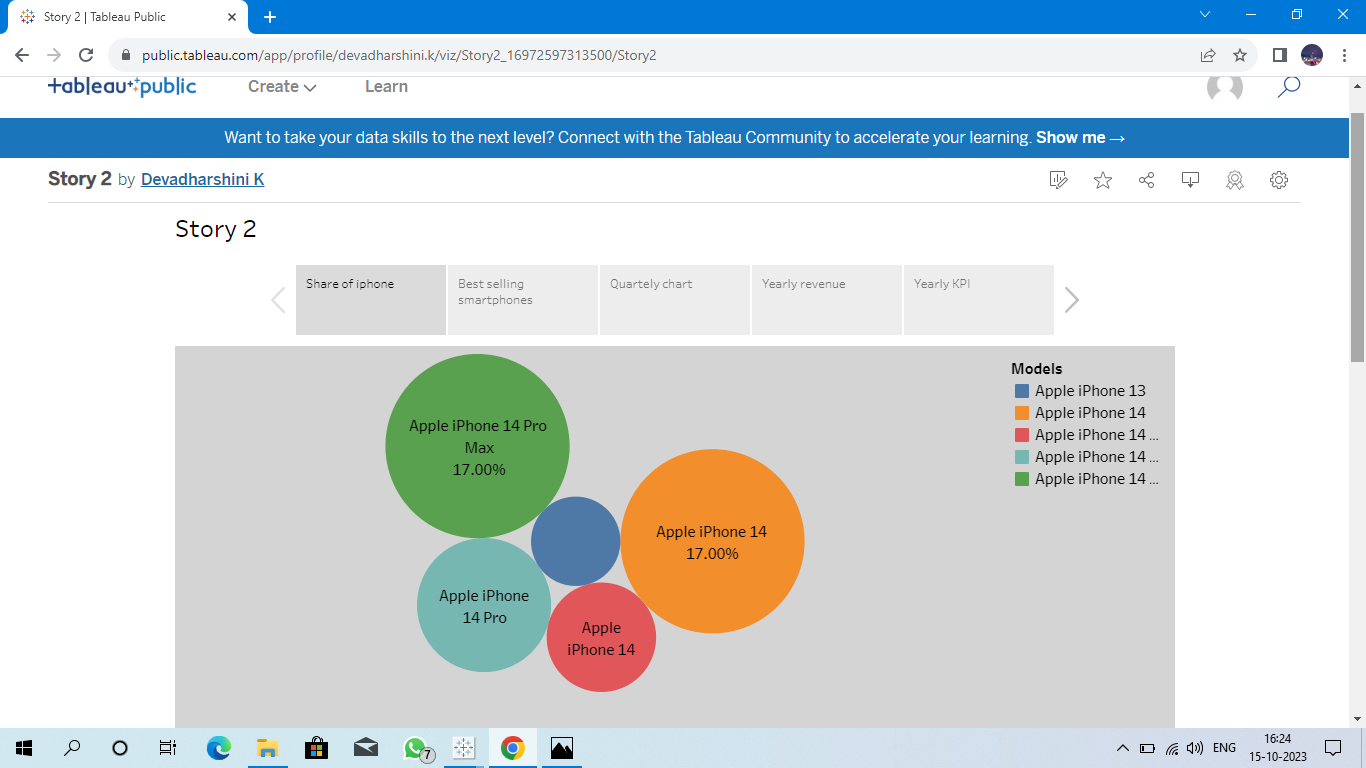 Story 2 | Tableau Public
public.tableau.com/app/profile/devadharshini.k/viz/Story2_16972597313500/Story2
+ableau+public Create Learn
Want to take your data skills to the next level? Connect with the Tableau Community to accelerate your learning. Show me →
Story 2 by Devadharshini K
Story 2
Share of iphone
Best selling
smartphones
Quartely chart
Yearly revenue
Yearly KPI
Apple iPhone 14 Pro
Max
17.00%
Apple iPhone 14
17.00%
Apple iPhone
14 Pro
Apple
iPhone 14
Models
Apple iPhone 13
Apple iPhone 14
Apple iPhone 14 ...
Apple iPhone 14 ...
Apple iPhone 14 ...
7
ENG
16:24
15-10-2023